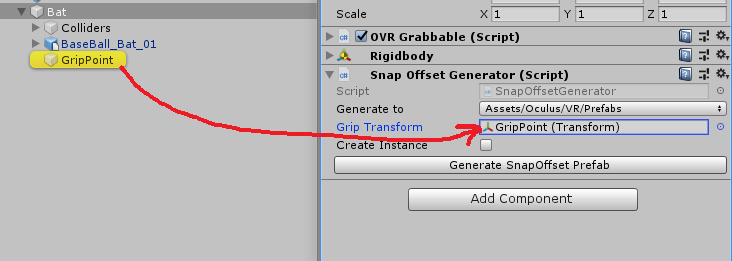 Bat
Colliders
BaseBall_Bat_01
GripPoint
Scale X 1 Y 1 Z 1
OVR Grabbable (Script)
Rigidbody
Snap Offset Generator (Script)
Script SnapOffsetGenerator
Generate to Assets/Oculus/VR/Prefabs
Grip Transform GripPoint (Transform)
Create Instance
Generate SnapOffset Prefab
Add Component